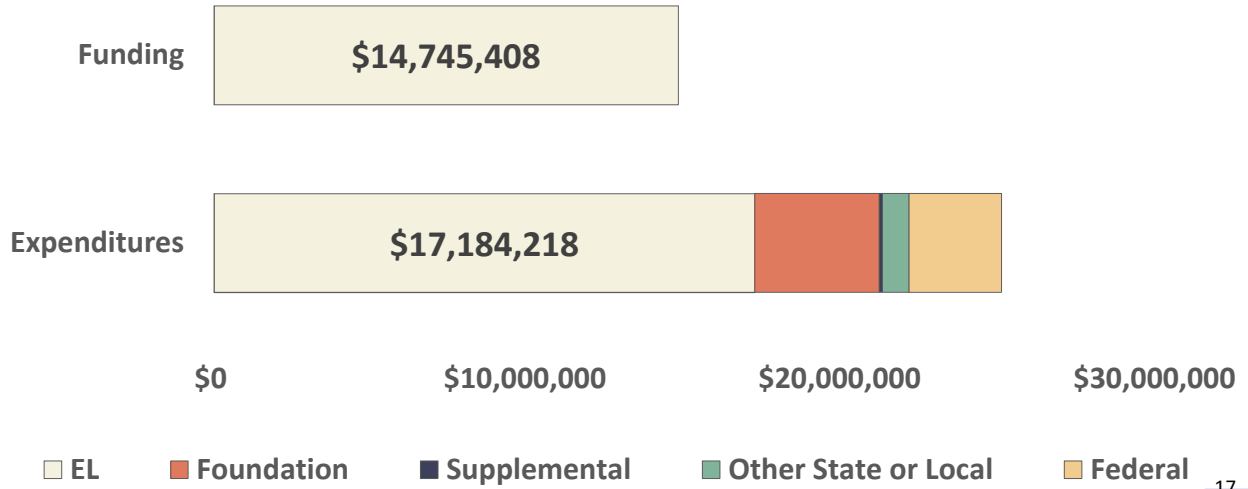 Funding
$14,745,408
Expenditures
$17,184,218
$0 $10,000,000 $20,000,000 $30,000,000
EL Foundation Supplemental Other State or Local Federal
17